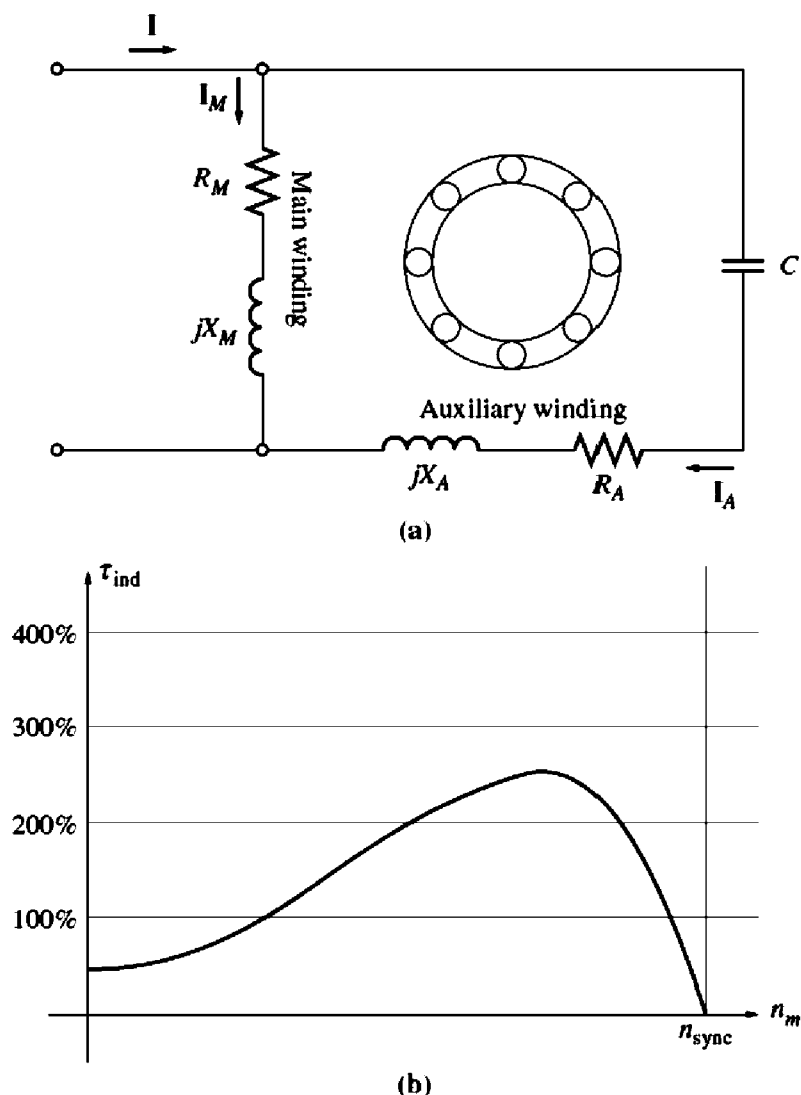 I
I_M
R_M
Main winding
jX_M
C
Auxiliary winding
jX_A
R_A
I_A
(a)
τ_ind
400%
300%
200%
100%
n_sync
n_m
(b)